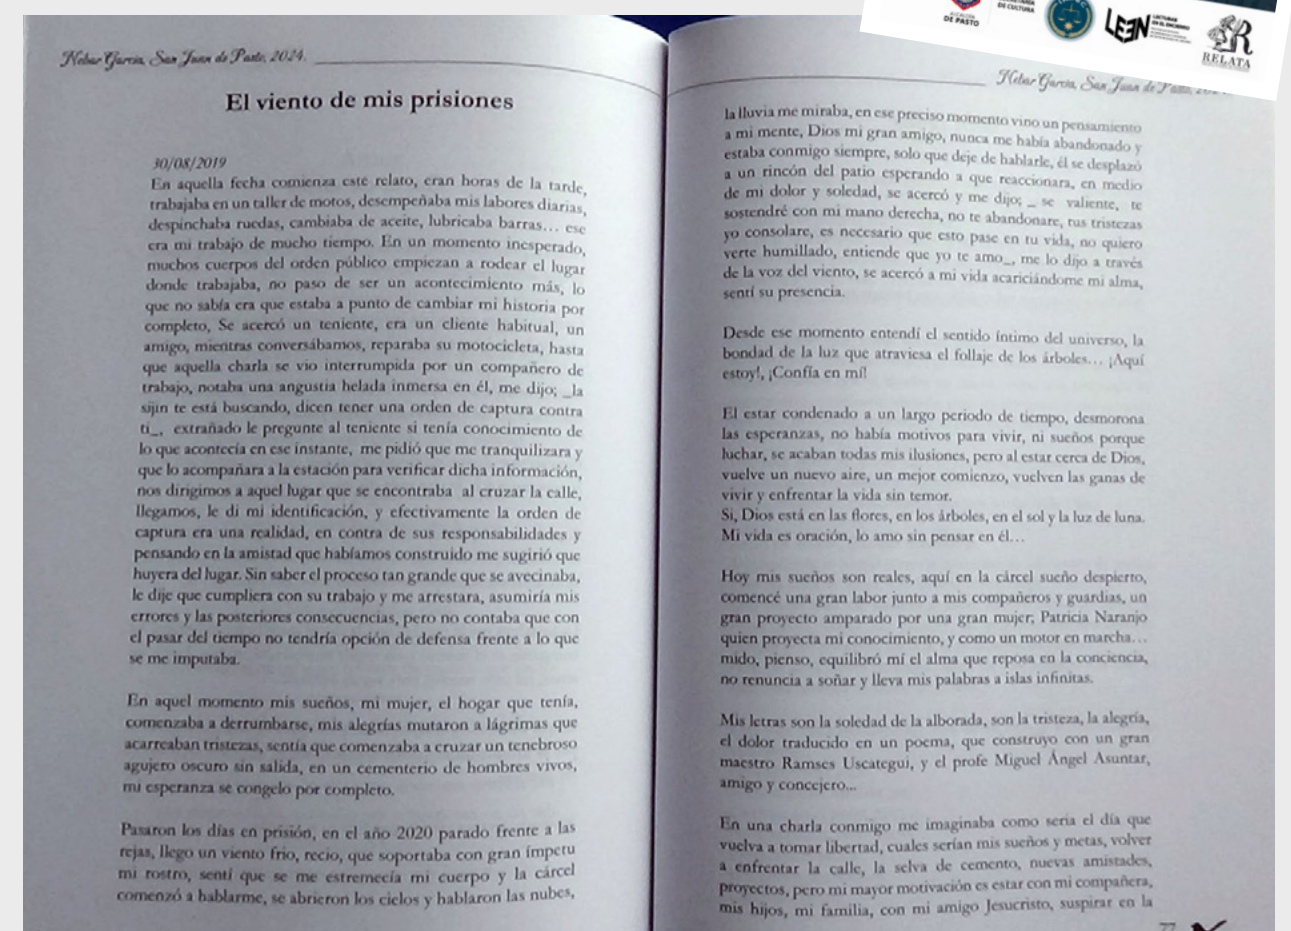 Nebar García, San Juan de Pasto, 2024.
El viento de mis prisiones
30/08/2019
En aquella fecha comienza este relato, eran horas de la tarde,
trabajaba en un taller de motos, desempeñaba mis labores diarias,
despinchaba ruedas, cambiaba de aceite, lubricaba barras... ese
era mi trabajo de mucho tiempo. En un momento inesperado,
muchos cuerpos del orden público empiezan a rodear el lugar
donde trabajaba, no paso de ser un acontecimiento más, lo
que no sabía era que estaba a punto de cambiar mi historia por
completo, Se acercó un teniente, era un cliente habitual, un
amigo, mientras conversábamos, reparaba su motocicleta, hasta
que aquella charla se vio interrumpida por un compañero de
trabajo, notaba una angustia helada inmersa en él, me dijo; _la
sijin te está buscando, dicen tener una orden de captura contra
ti_, extrañado le pregunte al teniente si tenía conocimiento de
lo que acontecía en ese instante, me pidió que me tranquilizara y
que lo acompañara a la estación para verificar dicha información,
nos dirigimos a aquel lugar que se encontraba al cruzar la calle,
llegamos, le di mi identificación, y efectivamente la orden de
captura era una realidad, en contra de sus responsabilidades y
pensando en la amistad que habíamos construido me sugirió que
huyera del lugar. Sin saber el proceso tan grande que se avecinaba,
le dije que cumpliera con su trabajo y me arrestara, asumiría mis
errores y las posteriores consecuencias, pero no contaba que con
el pasar del tiempo no tendría opción de defensa frente a lo que
se me imputaba.
En aquel momento mis sueños, mi mujer, el hogar que tenía,
comenzaba a derrumbarse, mis alegrías mutaron a lágrimas que
acarreaban tristezas, sentía que comenzaba a cruzar un tenebroso
agujero oscuro sin salida, en un cementerio de hombres vivos,
mi esperanza se congelo por completo.
Pasaron los días en prisión, en el año 2020 parado frente a las
rejas, llego un viento frio, recio, que soportaba con gran ímpetu
mi rostro, sentí que se me estremecía mi cuerpo y la cárcel
comenzó a hablarme, se abrieron los cielos y hablaron las nubes,
ALCALDÍA
DE PASTO
DE CULTURA
LEEN
RELATA
Nebar García, San Juan de Pasto,
la lluvia me miraba, en ese preciso momento vino un pensamiento
a mi mente, Dios mi gran amigo, nunca me había abandonado y
estaba conmigo siempre, solo que deje de hablarle, él se desplazó
a un rincón del patio esperando a que reaccionara, en medio
de mi dolor y soledad, se acercó y me dijo; _ se valiente, te
sostendré con mi mano derecha, no te abandonare, tus tristezas
yo consolare, es necesario que esto pase en tu vida, no quiero
verte humillado, entiende que yo te amo_, me lo dijo a través
de la voz del viento, se acercó a mi vida acariciándome mi alma,
sentí su presencia.
Desde ese momento entendí el sentido íntimo del universo, la
bondad de la luz que atraviesa el follaje de los árboles... ¡Aquí
estoy!, ¡Confía en mí!
El estar condenado a un largo periodo de tiempo, desmorona
las esperanzas, no había motivos para vivir, ni sueños porque
luchar, se acaban todas mis ilusiones, pero al estar cerca de Dios,
vuelve un nuevo aire, un mejor comienzo, vuelven las ganas de
vivir y enfrentar la vida sin temor.
Si, Dios está en las flores, en los árboles, en el sol y la luz de luna.
Mi vida es oración, lo amo sin pensar en él...
Hoy mis sueños son reales, aquí en la cárcel sueño despierto,
comencé una gran labor junto a mis compañeros y guardias, un
gran proyecto amparado por una gran mujer; Patricia Naranjo
quien proyecta mi conocimiento, y como un motor en marcha...
mido, pienso, equilibró mí el alma que reposa en la conciencia,
no renuncia a soñar y lleva mis palabras a islas infinitas.
Mis letras son la soledad de la alborada, son la tristeza, la alegría,
el dolor traducido en un poema, que construyo con un gran
maestro Ramses Uscategui, y el profe Miguel Ángel Asuntar,
amigo y concejero...
En una charla conmigo me imaginaba como seria el día que
vuelva a tomar libertad, cuales serían mis sueños y metas, volver
a enfrentar la calle, la selva de cemento, nuevas amistades,
proyectos, pero mi mayor motivación es estar con mi compañera,
mis hijos, mi familia, con mi amigo Jesucristo, suspirar en la
77